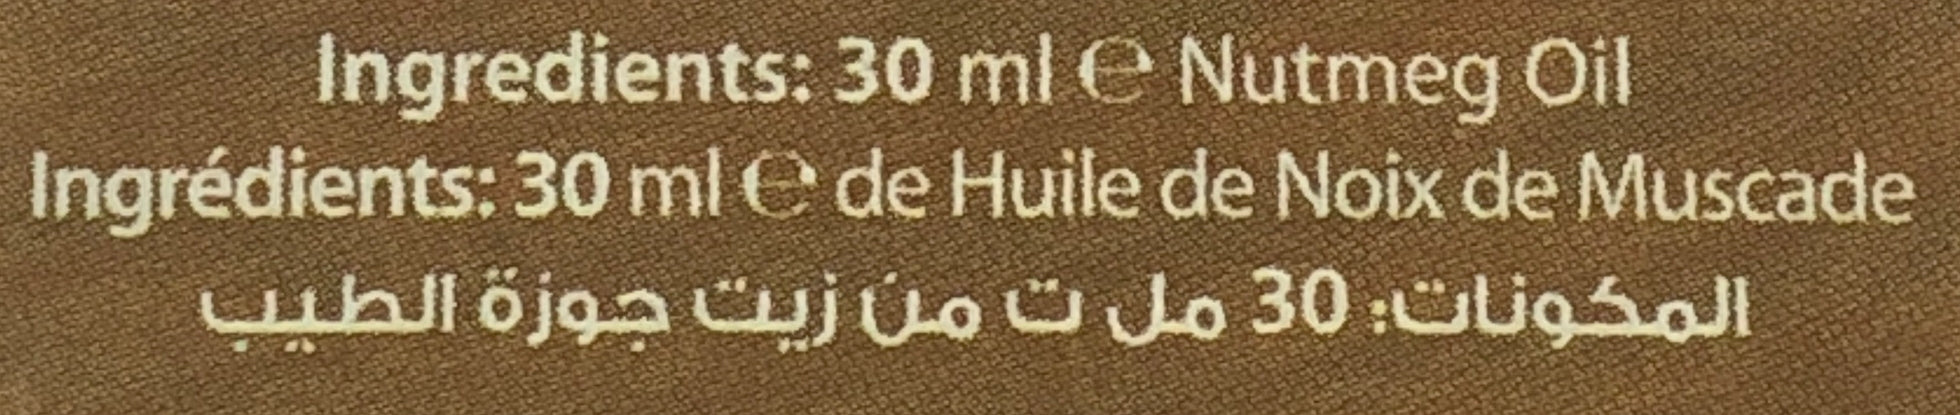 Ingredients: 30 ml ℮ Nutmeg Oil
Ingrédients: 30 ml ℮ de Huile de Noix de Muscade
المكونات: 30 مل ت من زيت جوزة الطيب